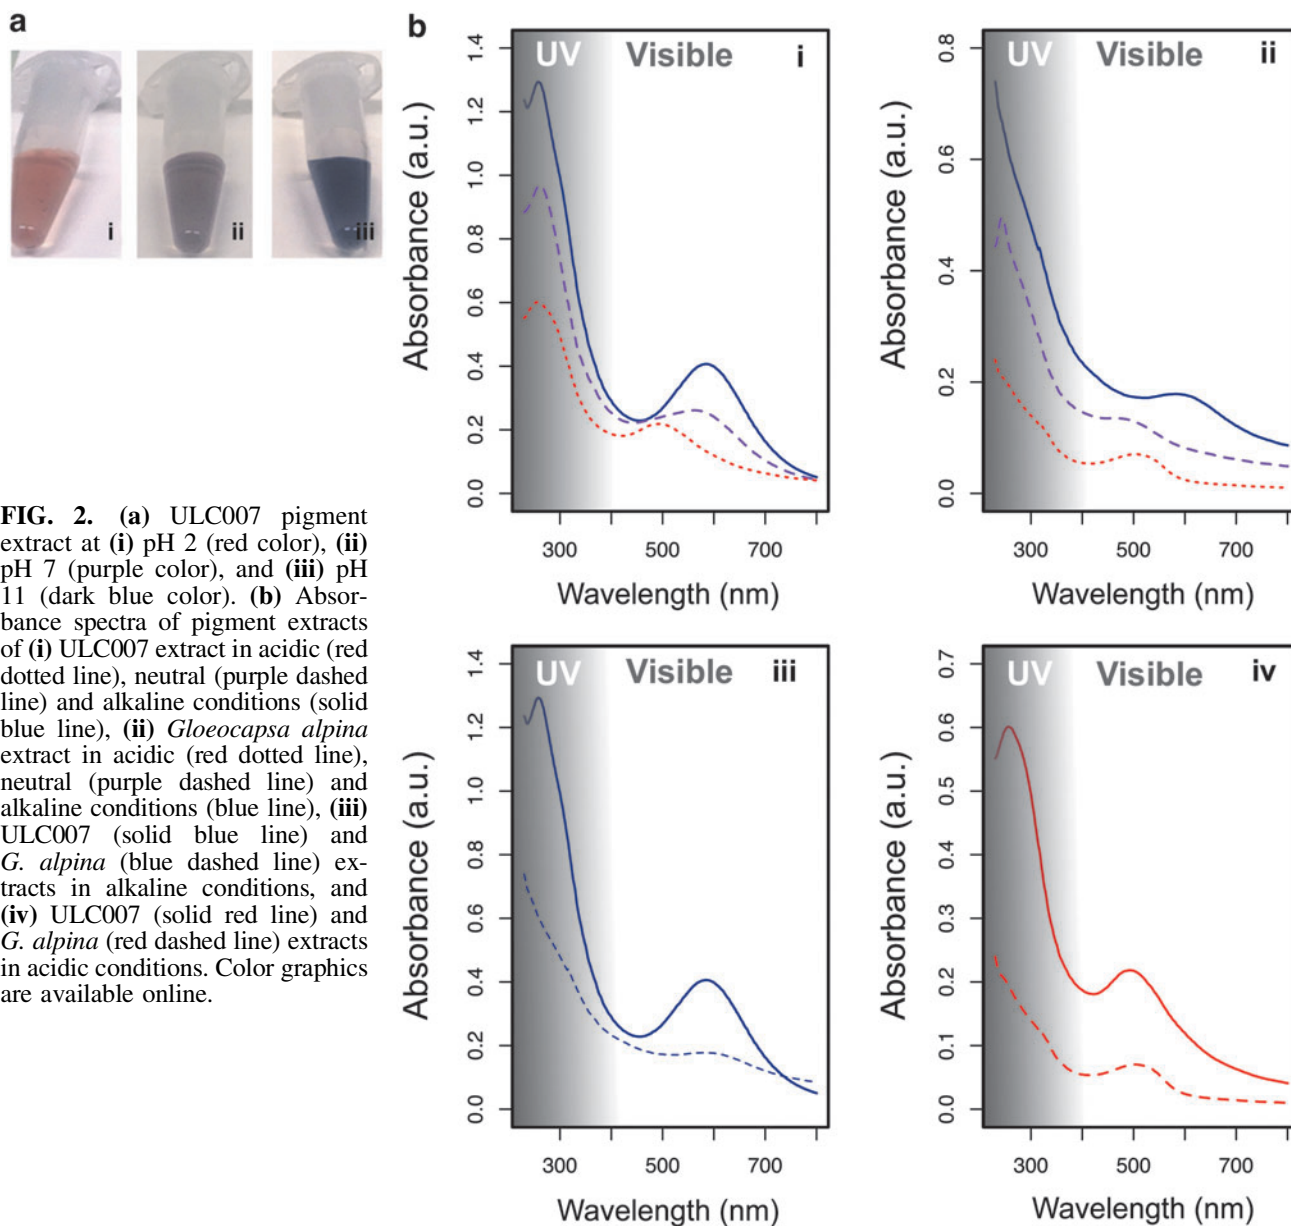 a
i
ii
iii
b
UV Visible i
Absorbance (a.u.)
0.0 0.2 0.4 0.6 0.8 1.0 1.2 1.4
300 500 700
Wavelength (nm)
UV Visible ii
Absorbance (a.u.)
0.0 0.2 0.4 0.6 0.8
300 500 700
Wavelength (nm)
UV Visible iii
Absorbance (a.u.)
0.0 0.2 0.4 0.6 0.8 1.0 1.2 1.4
300 500 700
Wavelength (nm)
UV Visible iv
Absorbance (a.u.)
0.0 0.1 0.2 0.3 0.4 0.5 0.6 0.7
300 500 700
Wavelength (nm)
FIG. 2. (a) ULC007 pigment
extract at (i) pH 2 (red color), (ii)
pH 7 (purple color), and (iii) pH
11 (dark blue color). (b) Absor-
bance spectra of pigment extracts
of (i) ULC007 extract in acidic (red
dotted line), neutral (purple dashed
line) and alkaline conditions (solid
blue line), (ii) Gloeocapsa alpina
extract in acidic (red dotted line),
neutral (purple dashed line) and
alkaline conditions (blue line), (iii)
ULC007 (solid blue line) and
G. alpina (blue dashed line) ex-
tracts in alkaline conditions, and
(iv) ULC007 (solid red line) and
G. alpina (red dashed line) extracts
in acidic conditions. Color graphics
are available online.